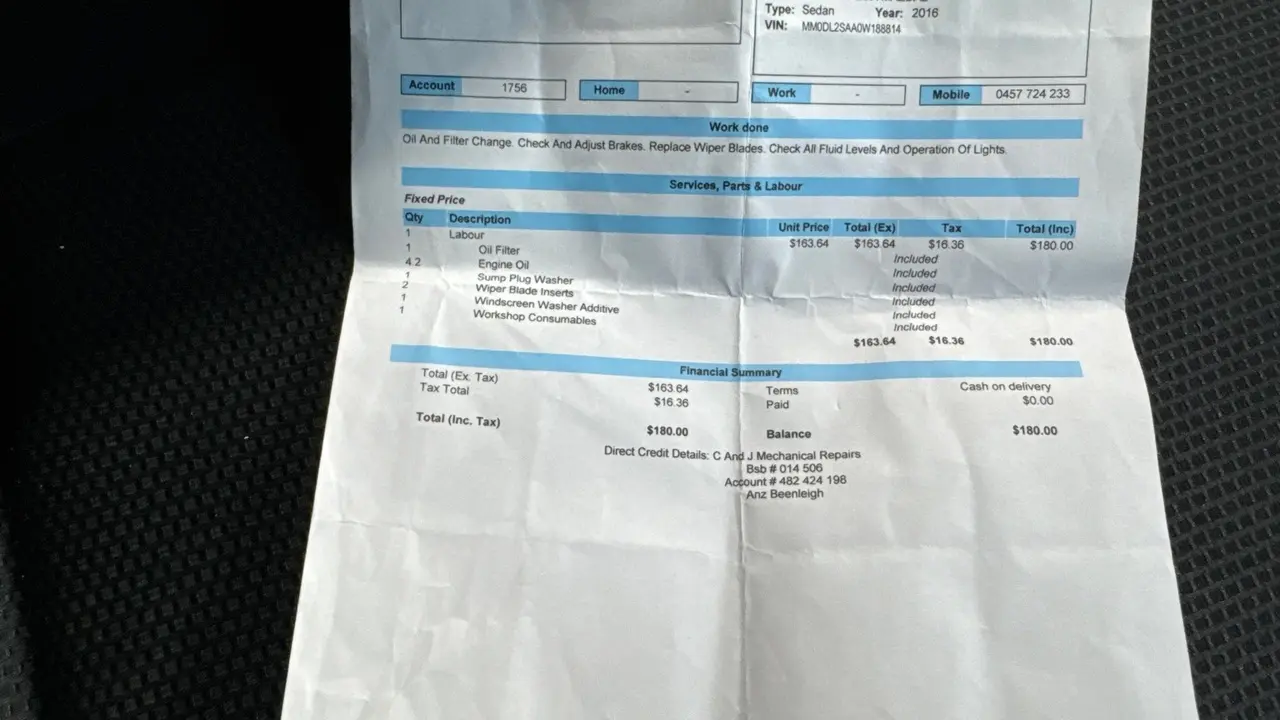 Type: Sedan Year: 2016
VIN: MM0DL2SAA0W188814
Account 1756 Home - Work - Mobile 0457 724 233
Work done
Oil And Filter Change. Check And Adjust Brakes. Replace Wiper Blades. Check All Fluid Levels And Operation Of Lights.
Services, Parts & Labour
Fixed Price
Qty Description Unit Price Total (Ex) Tax Total (Inc)
1 Labour $163.64 $163.64 $16.36 $180.00
1 Oil Filter Included
4.2 Engine Oil Included
1 Sump Plug Washer Included
2 Wiper Blade Inserts Included
1 Windscreen Washer Additive Included
1 Workshop Consumables Included
$163.64 $16.36 $180.00
Financial Summary
Total (Ex. Tax) $163.64 Terms Cash on delivery
Tax Total $16.36 Paid $0.00
Total (Inc. Tax) $180.00 Balance $180.00
Direct Credit Details: C And J Mechanical Repairs
Bsb # 014 506
Account # 482 424 198
Anz Beenleigh